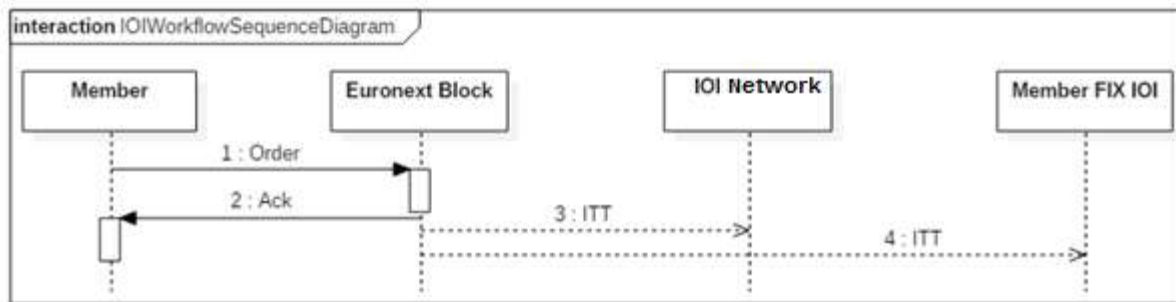 interaction IOIWorkflowSequenceDiagram
Member
Euronext Block
IOI Network
Member FIX IOI
1 : Order
2 : Ack
3 : ITT
4 : ITT